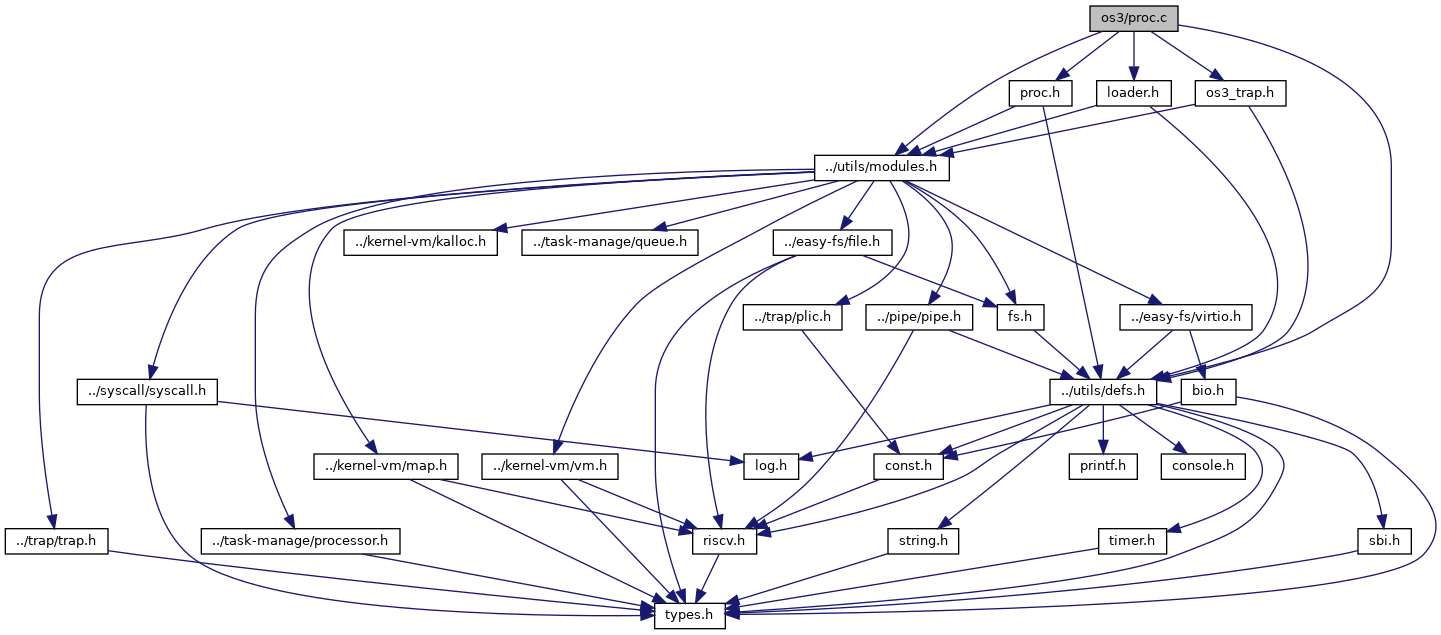 os3/proc.c
proc.h
loader.h
os3_trap.h
../utils/modules.h
../kernel-vm/kalloc.h
../task-manage/queue.h
../easy-fs/file.h
../trap/plic.h
../pipe/pipe.h
fs.h
../easy-fs/virtio.h
../syscall/syscall.h
../utils/defs.h
bio.h
../kernel-vm/map.h
../kernel-vm/vm.h
log.h
const.h
printf.h
console.h
../trap/trap.h
../task-manage/processor.h
riscv.h
string.h
timer.h
sbi.h
types.h